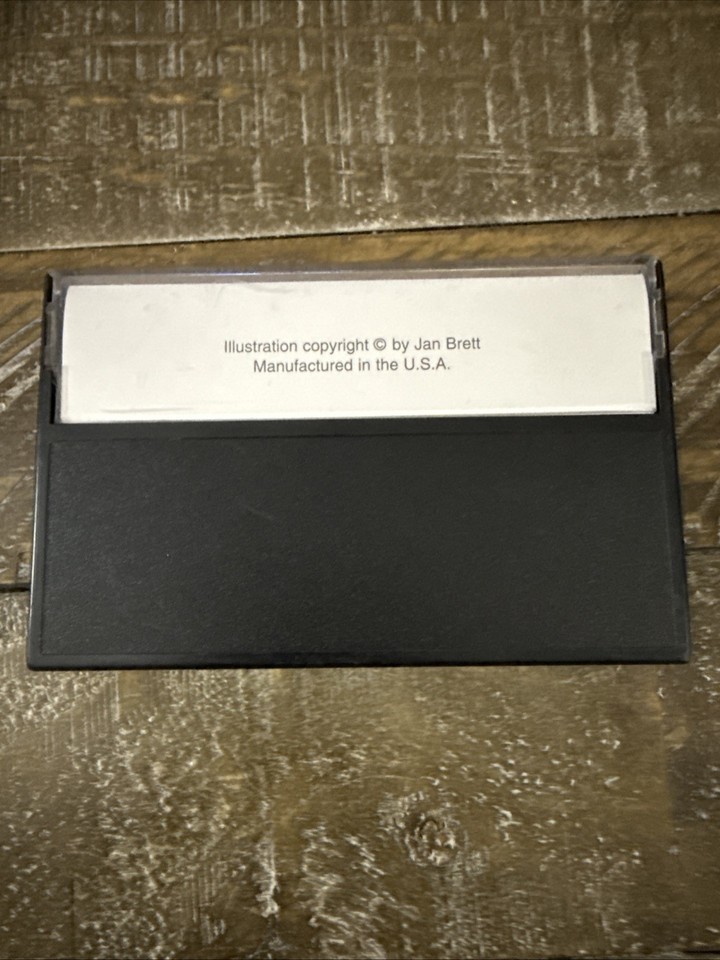 Illustration copyright © by Jan Brett
Manufactured in the U.S.A.